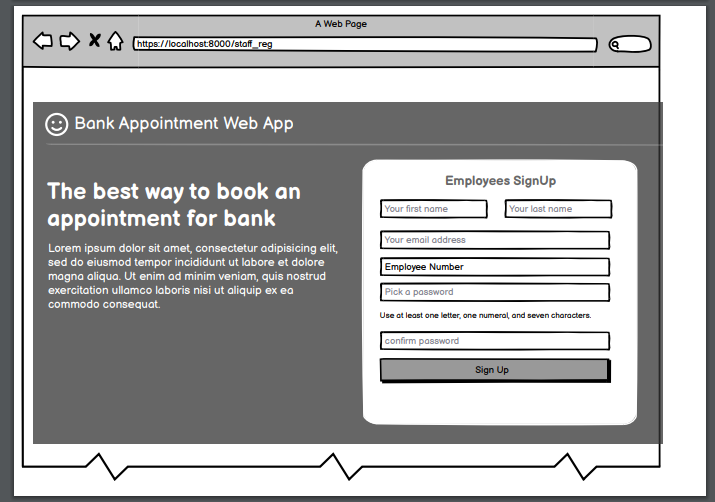 A Web Page
https://localhost:8000/staff_reg
Bank Appointment Web App
The best way to book an
appointment for bank
Lorem ipsum dolor sit amet, consectetur adipisicing elit,
sed do eiusmod tempor incididunt ut labore et dolore
magna aliqua. Ut enim ad minim veniam, quis nostrud
exercitation ullamco laboris nisi ut aliquip ex ea
commodo consequat.
Employees SignUp
Your first name
Your last name
Your email address
Employee Number
Pick a password
Use at least one letter, one numeral, and seven characters.
confirm password
Sign Up